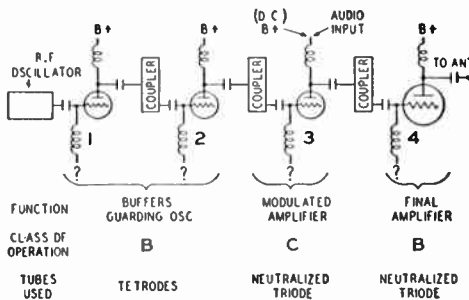 (DC)
B+ B+ B+ AUDIO INPUT B+
R.F OSCILLATOR
TO ANT
COUPLER COUPLER COUPLER
1 2 3 4
? ? ? ?
FUNCTION BUFFERS GUARDING OSC MODULATED AMPLIFIER FINAL AMPLIFIER
CLASS OF OPERATION B C B
TUBES USED TETRODES NEUTRALIZED TRIODE NEUTRALIZED TRIODE